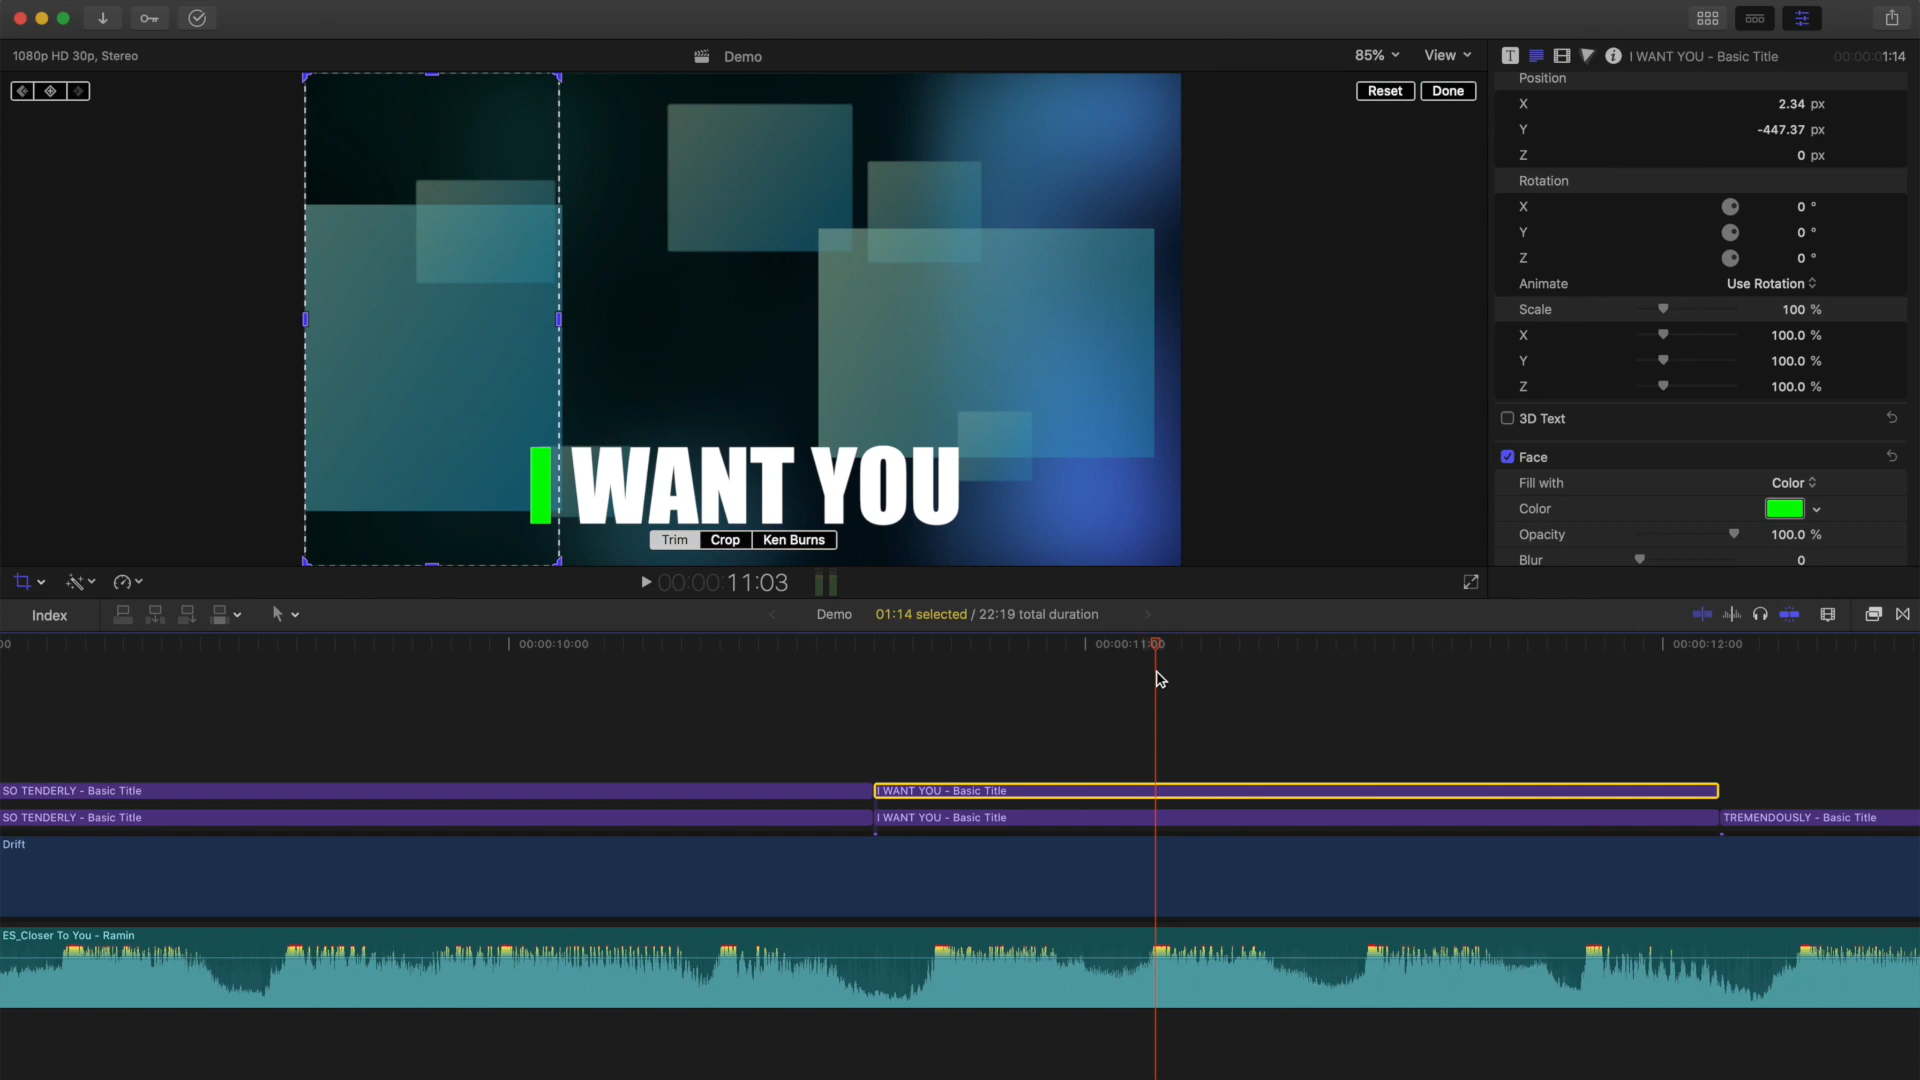 1080p HD 30p, Stereo
Demo
85%
View
I WANT YOU - Basic Title
00:00:01:14
Reset
Done
Position
X
2.34 px
Y
-447.37 px
Z
0 px
Rotation
X
0 °
Y
0 °
Z
0 °
Animate
Use Rotation
Scale
100 %
X
100.0 %
Y
100.0 %
Z
100.0 %
3D Text
Face
Fill with
Color
Color
Opacity
100.0 %
Blur
0
I WANT YOU
Trim
Crop
Ken Burns
00:00:11:03
Index
Demo
01:14 selected / 22:19 total duration
00
00:00:10:00
00:00:11:00
00:00:12:00
SO TENDERLY - Basic Title
I WANT YOU - Basic Title
SO TENDERLY - Basic Title
I WANT YOU - Basic Title
TREMENDOUSLY - Basic Title
Drift
ES_Closer To You - Ramin